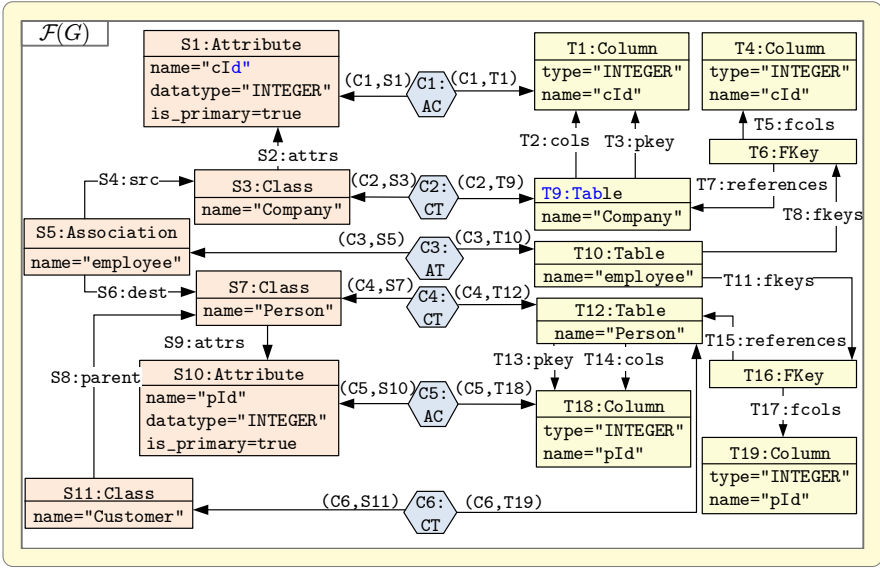 F(G)
S1:Attribute
name="cId"
datatype="INTEGER"
is_primary=true
(C1,S1)
C1:
AC
(C1,T1)
T1:Column
type="INTEGER"
name="cId"
T4:Column
type="INTEGER"
name="cId"
S2:attrs
T2:cols
T3:pkey
T5:fcols
T6:FKey
S4:src
S3:Class
name="Company"
(C2,S3)
C2:
CT
(C2,T9)
T9:Table
name="Company"
T7:references
T8:fkeys
S5:Association
name="employee"
(C3,S5)
C3:
AT
(C3,T10)
T10:Table
name="employee"
S6:dest
S7:Class
name="Person"
(C4,S7)
C4:
CT
(C4,T12)
T11:fkeys
T12:Table
name="Person"
S9:attrs
T15:references
S8:parent
T13:pkey
T14:cols
T16:FKey
S10:Attribute
name="pId"
datatype="INTEGER"
is_primary=true
(C5,S10)
C5:
AC
(C5,T18)
T18:Column
type="INTEGER"
name="pId"
T17:fcols
T19:Column
type="INTEGER"
name="pId"
S11:Class
name="Customer"
(C6,S11)
C6:
CT
(C6,T19)